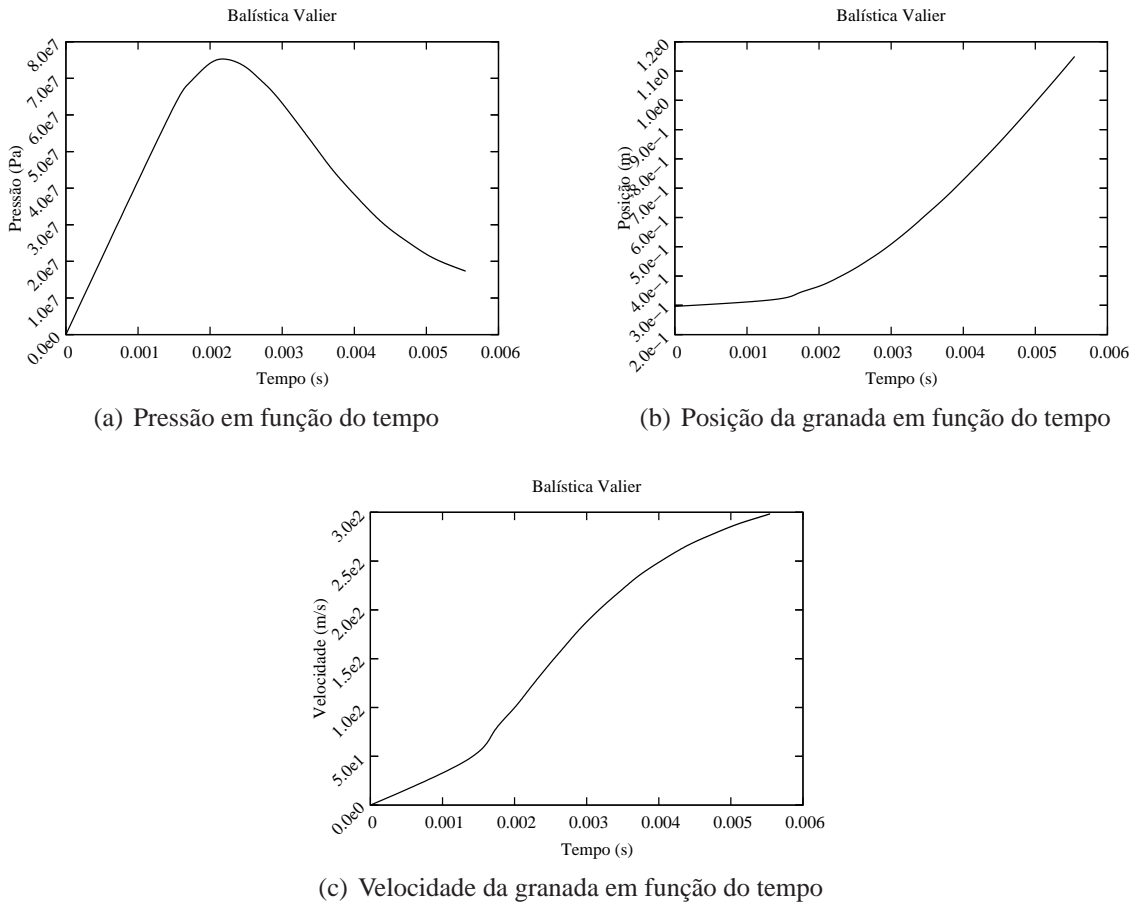 Balística Valier
Pressão (Pa)
8.0e7
7.0e7
6.0e7
5.0e7
4.0e7
3.0e7
2.0e7
1.0e7
0.0e0
0 0.001 0.002 0.003 0.004 0.005 0.006
Tempo (s)
(a) Pressão em função do tempo
Balística Valier
Posição (m)
1.2e0
1.1e0
1.0e0
9.0e−1
8.0e−1
7.0e−1
6.0e−1
5.0e−1
4.0e−1
3.0e−1
2.0e−1
0 0.001 0.002 0.003 0.004 0.005 0.006
Tempo (s)
(b) Posição da granada em função do tempo
Balística Valier
Velocidade (m/s)
3.0e2
2.5e2
2.0e2
1.5e2
1.0e2
5.0e1
0.0e0
0 0.001 0.002 0.003 0.004 0.005 0.006
Tempo (s)
(c) Velocidade da granada em função do tempo